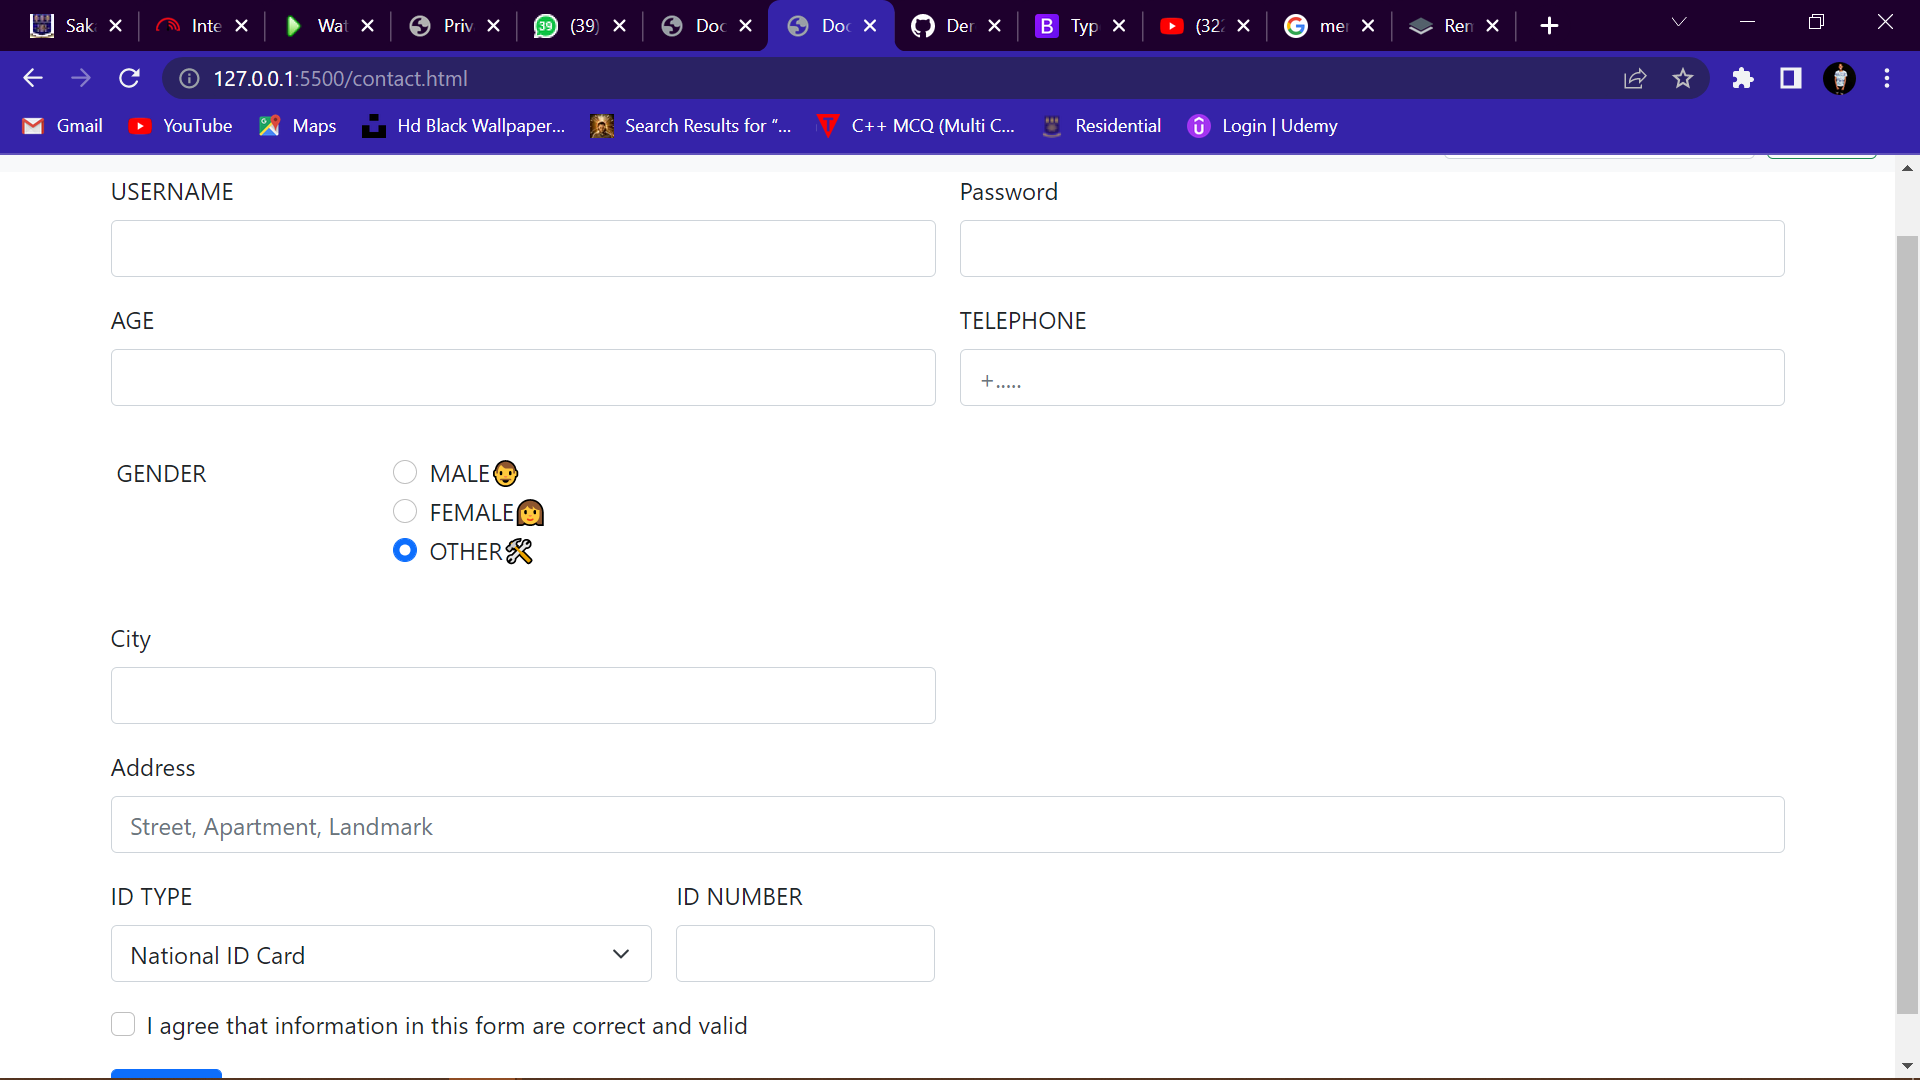 Sak Inte Wat Priv (39) Doc Doc Der Typ (322 mer Ren
127.0.0.1:5500/contact.html
Gmail YouTube Maps Hd Black Wallpaper... Search Results for “... C++ MCQ (Multi C... Residential Login | Udemy
USERNAME Password
AGE TELEPHONE
+.....
GENDER MALE👨
FEMALE👩
OTHER🛠
City
Address
Street, Apartment, Landmark
ID TYPE ID NUMBER
National ID Card
I agree that information in this form are correct and valid